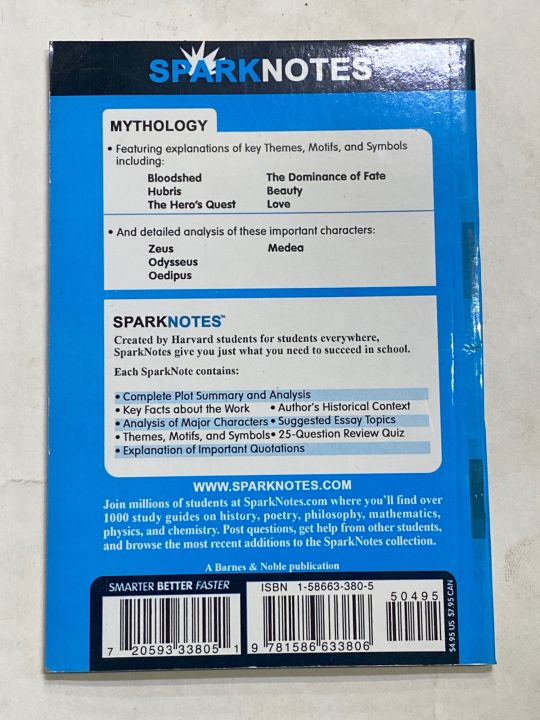 SPARKNOTES
MYTHOLOGY
• Featuring explanations of key Themes, Motifs, and Symbols
including:
Bloodshed The Dominance of Fate
Hubris Beauty
The Hero's Quest Love
• And detailed analysis of these important characters:
Zeus Medea
Odysseus
Oedipus
SPARKNOTES™
Created by Harvard students for students everywhere,
SparkNotes give you just what you need to succeed in school.
Each SparkNote contains:
• Complete Plot Summary and Analysis
• Key Facts about the Work • Author's Historical Context
• Analysis of Major Characters • Suggested Essay Topics
• Themes, Motifs, and Symbols • 25-Question Review Quiz
• Explanation of Important Quotations
WWW.SPARKNOTES.COM
Join millions of students at SparkNotes.com where you'll find over
1000 study guides on history, poetry, philosophy, mathematics,
physics, and chemistry. Post questions, get help from other students,
and browse the most recent additions to the SparkNotes collection.
A Barnes & Noble publication
SMARTER BETTER FASTER
ISBN 1-58663-380-5
50495
7 20593 33805 1
9 781586 633806
$4.95 US $7.95 CAN